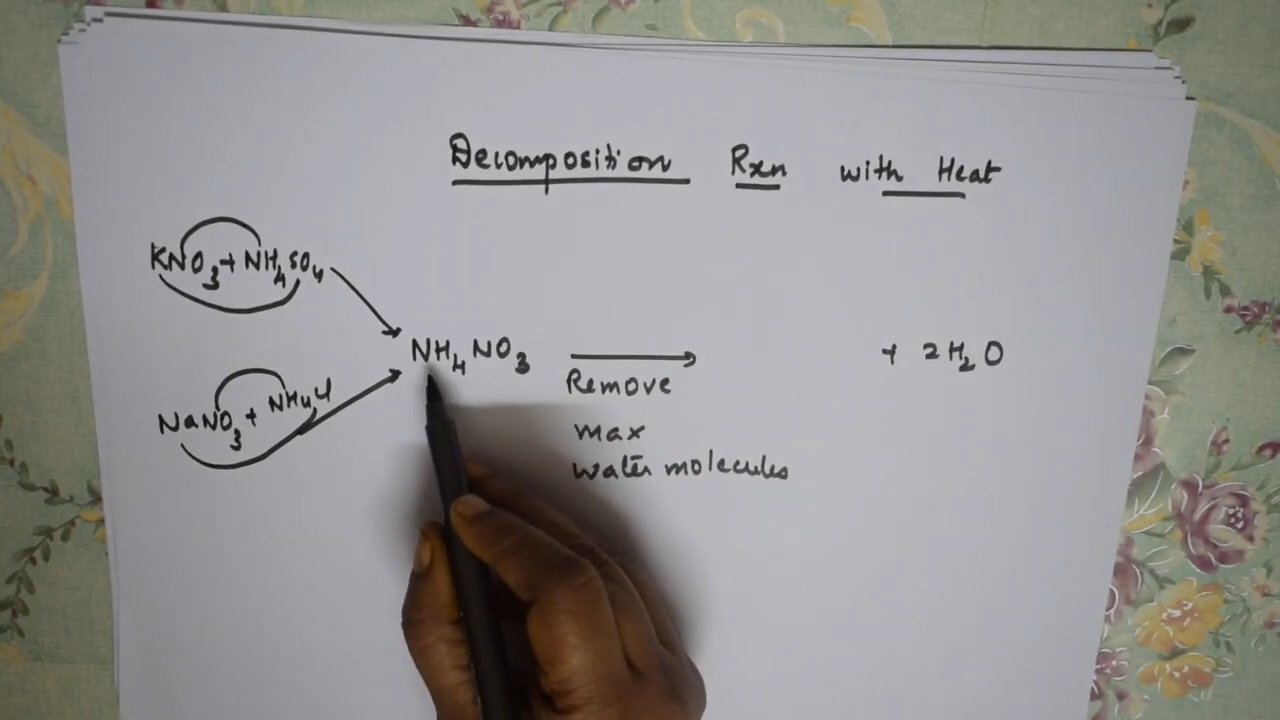 Decomposition Rxn with Heat
KNO3 + NH4SO4
NH4NO3 → + 2H2O
Remove
NaNO3 + NH4Cl
max
water molecules